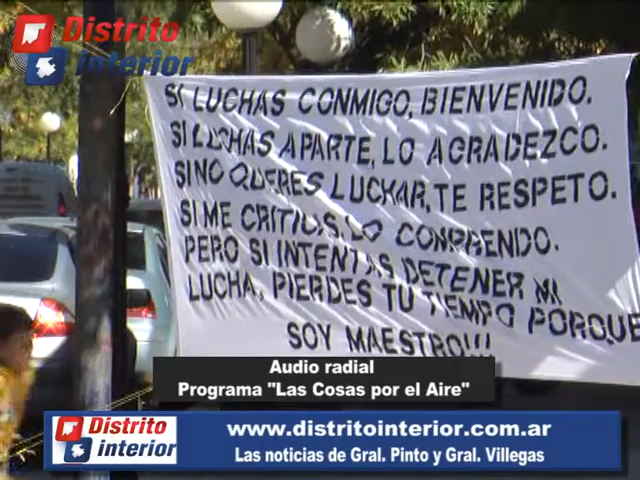 Distrito
interior
SI LUCHAS CONMIGO, BIENVENIDO.
SI LUCHAS APARTE, LO AGRADEZCO.
SI NO QUERES LUCHAR, TE RESPETO.
SI ME CRITICAS, LO COMPRENDO.
PERO SI INTENTAS DETENER MI
LUCHA, PIERDES TU TIEMPO PORQUE
SOY MAESTRO!!!
Audio radial
Programa "Las Cosas por el Aire"
Distrito
interior
www.distritointerior.com.ar
Las noticias de Gral. Pinto y Gral. Villegas